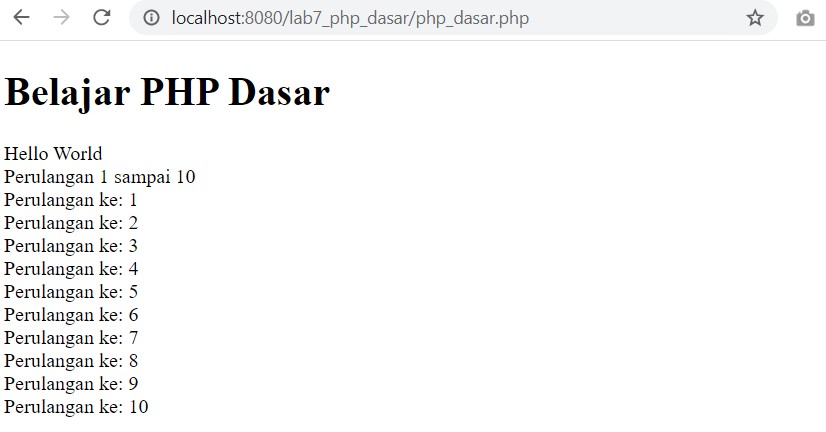 localhost:8080/lab7_php_dasar/php_dasar.php
Belajar PHP Dasar
Hello World
Perulangan 1 sampai 10
Perulangan ke: 1
Perulangan ke: 2
Perulangan ke: 3
Perulangan ke: 4
Perulangan ke: 5
Perulangan ke: 6
Perulangan ke: 7
Perulangan ke: 8
Perulangan ke: 9
Perulangan ke: 10